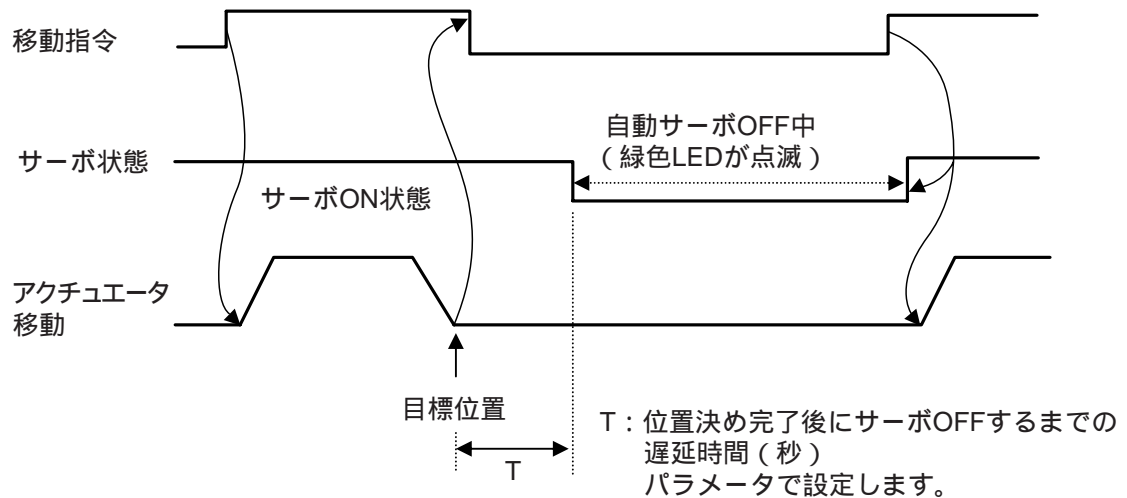 移動指令
自動サーボOFF中
（緑色LEDが点滅）
サーボ状態
サーボON状態
アクチュエータ
移動
目標位置
T
T：位置決め完了後にサーボOFFするまでの
遅延時間（秒）
パラメータで設定します。